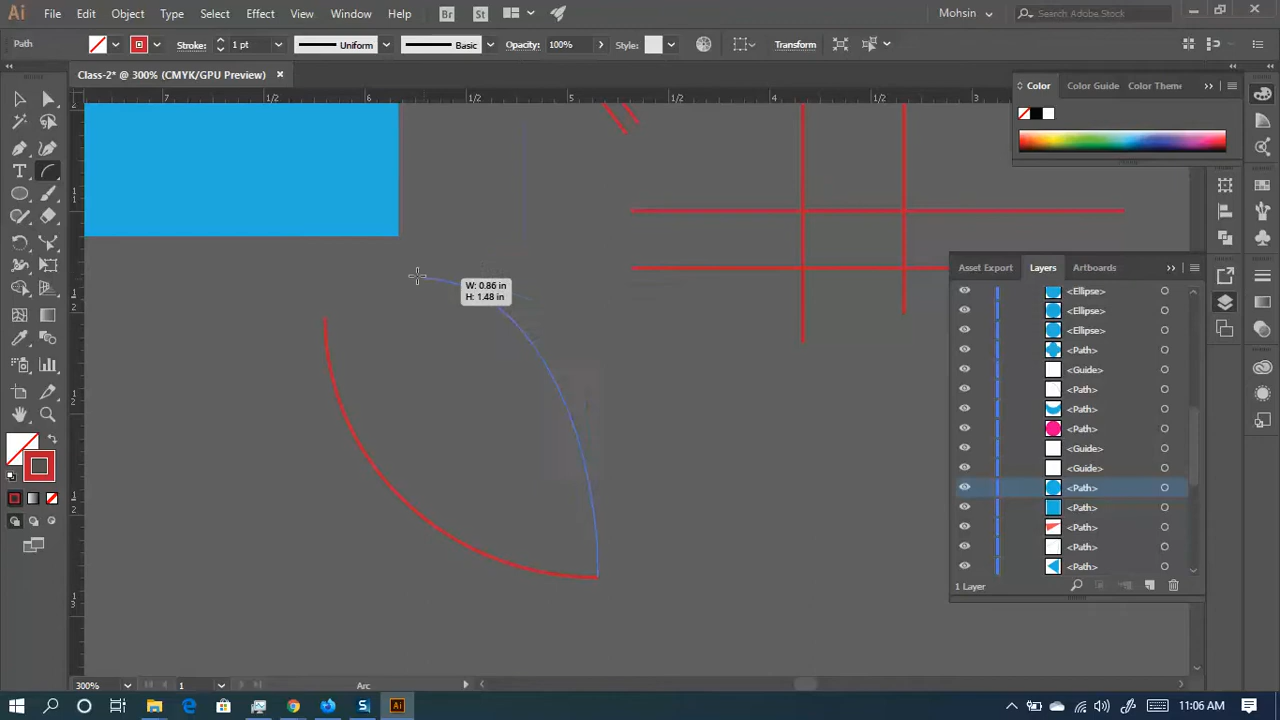 Ai File Edit Object Type Select Effect View Window Help Br St Mohsin Search Adobe Stock
Path Stroke: 1 pt Uniform Basic Opacity: 100% Style: Transform
Class-2* @ 300% (CMYK/GPU Preview)
Color Color Guide Color Theme
7 1/2 6 1/2 5 1/2 4 1/2 3
W: 0.86 in
H: 1.48 in
Asset Export Layers Artboards
<Ellipse>
<Ellipse>
<Ellipse>
<Path>
<Guide>
<Path>
<Path>
<Path>
<Guide>
<Guide>
<Path>
<Path>
<Path>
<Path>
<Path>
1 Layer
300% 1 Arc
11:06 AM